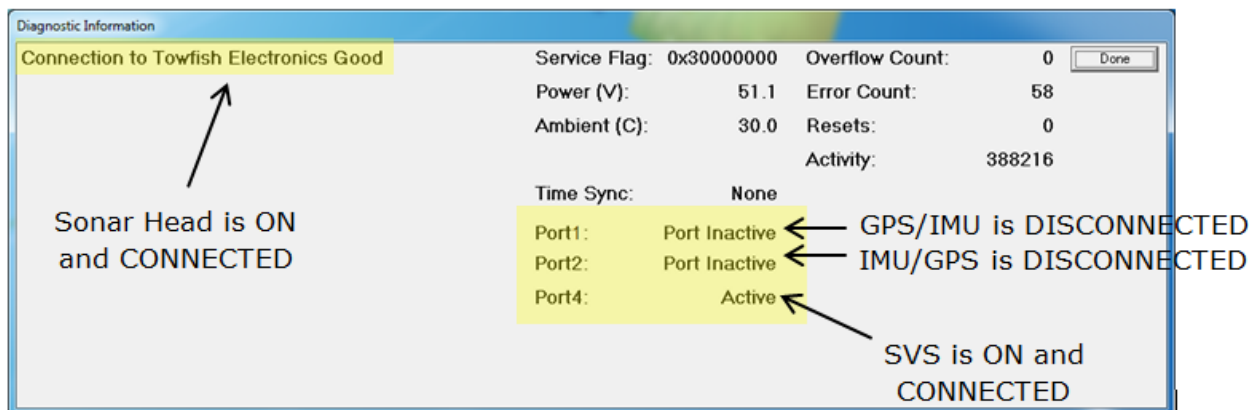 Diagnostic Information
Connection to Towfish Electronics Good
Service Flag: 0x30000000 Overflow Count: 0 Done
Power (V): 51.1 Error Count: 58
Ambient (C): 30.0 Resets: 0
Activity: 388216
Time Sync: None
Sonar Head is ON
and CONNECTED
Port1: Port Inactive
Port2: Port Inactive
Port4: Active
GPS/IMU is DISCONNECTED
IMU/GPS is DISCONNECTED
SVS is ON and
CONNECTED